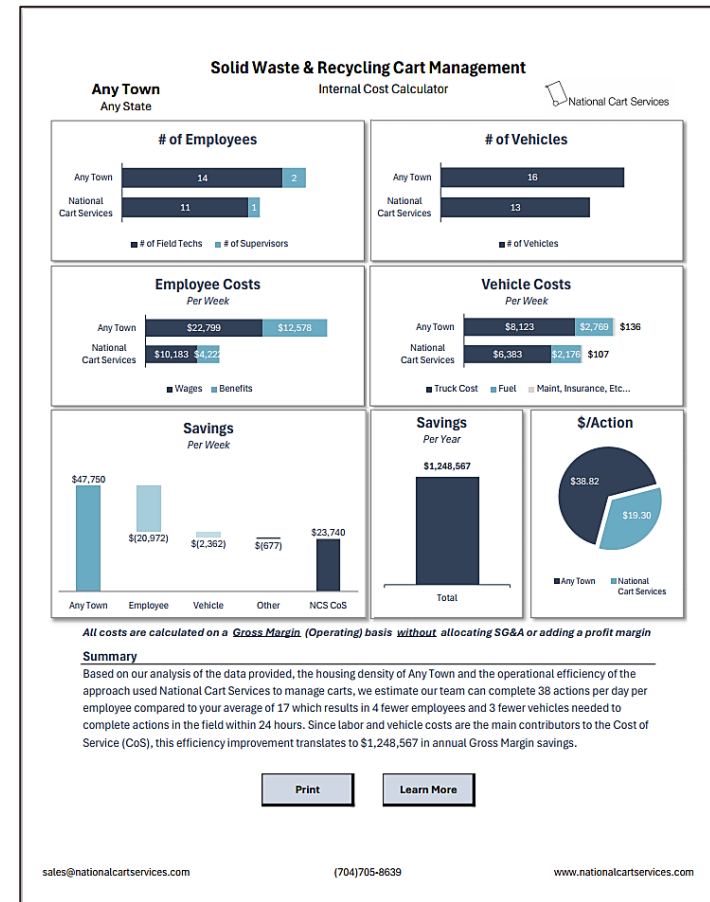 Solid Waste & Recycling Cart Management
Any Town
Internal Cost Calculator
Any State
National Cart Services
# of Employees
Any Town
14
2
National
Cart Services
11
1
# of Field Techs
# of Supervisors
# of Vehicles
Any Town
16
National
Cart Services
13
# of Vehicles
Employee Costs
Per Week
Any Town
$22,799
$12,578
National
Cart Services
$10,183
$4,22
Wages
Benefits
Vehicle Costs
Per Week
Any Town
$8,123
$2,769
$136
National
Cart Services
$6,383
$2,176
$107
Truck Cost
Fuel
Maint, Insurance, Etc...
Savings
Per Week
$47,750
$(20,972)
$(2,362)
$(677)
$23,740
Any Town
Employee
Vehicle
Other
NCS CoS
Savings
Per Year
$1,248,567
Total
$/Action
$38.82
$19.30
Any Town
National
Cart Services
All costs are calculated on a Gross Margin (Operating) basis without allocating SG&A or adding a profit margin
Summary
Based on our analysis of the data provided, the housing density of Any Town and the operational efficiency of the
approach used National Cart Services to manage carts, we estimate our team can complete 38 actions per day per
employee compared to your average of 17 which results in 4 fewer employees and 3 fewer vehicles needed to
complete actions in the field within 24 hours. Since labor and vehicle costs are the main contributors to the Cost of
Service (CoS), this efficiency improvement translates to $1,248,567 in annual Gross Margin savings.
Print
Learn More
sales@nationalcartservices.com
(704)705-8639
www.nationalcartservices.com